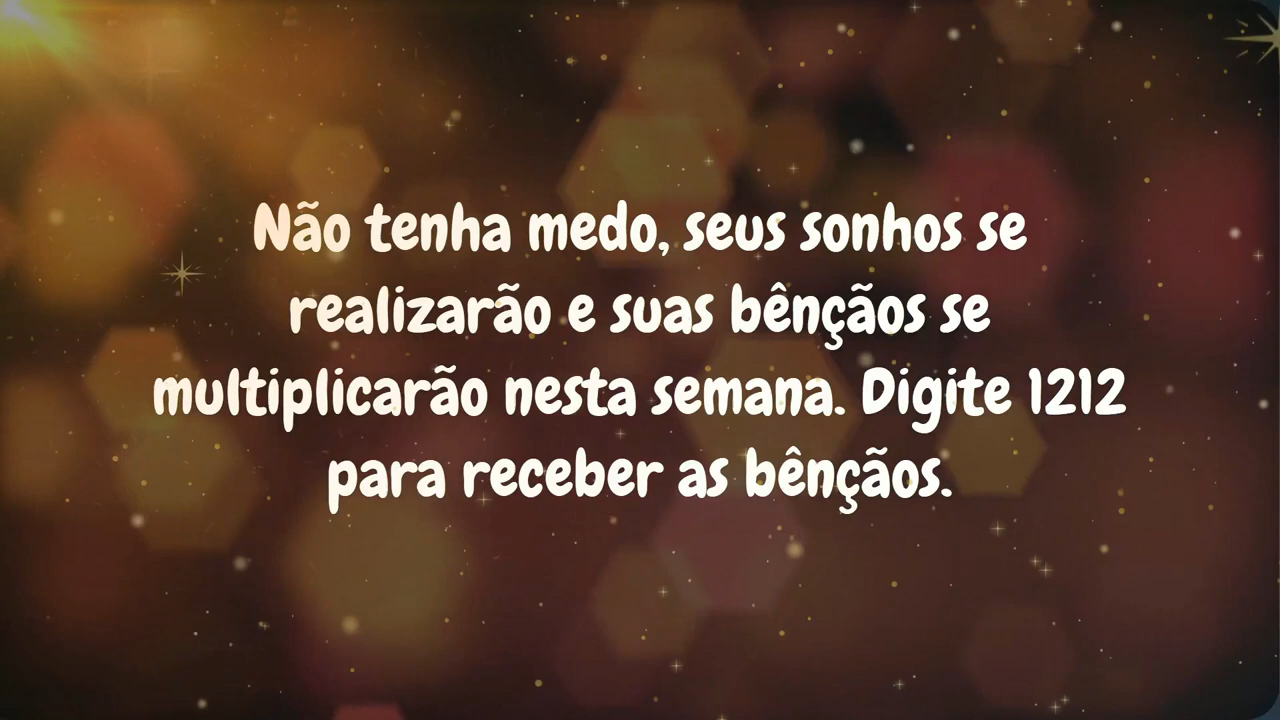 Não tenha medo, seus sonhos se
realizarão e suas bênçãos se
multiplicarão nesta semana. Digite 1212
para receber as bênçãos.